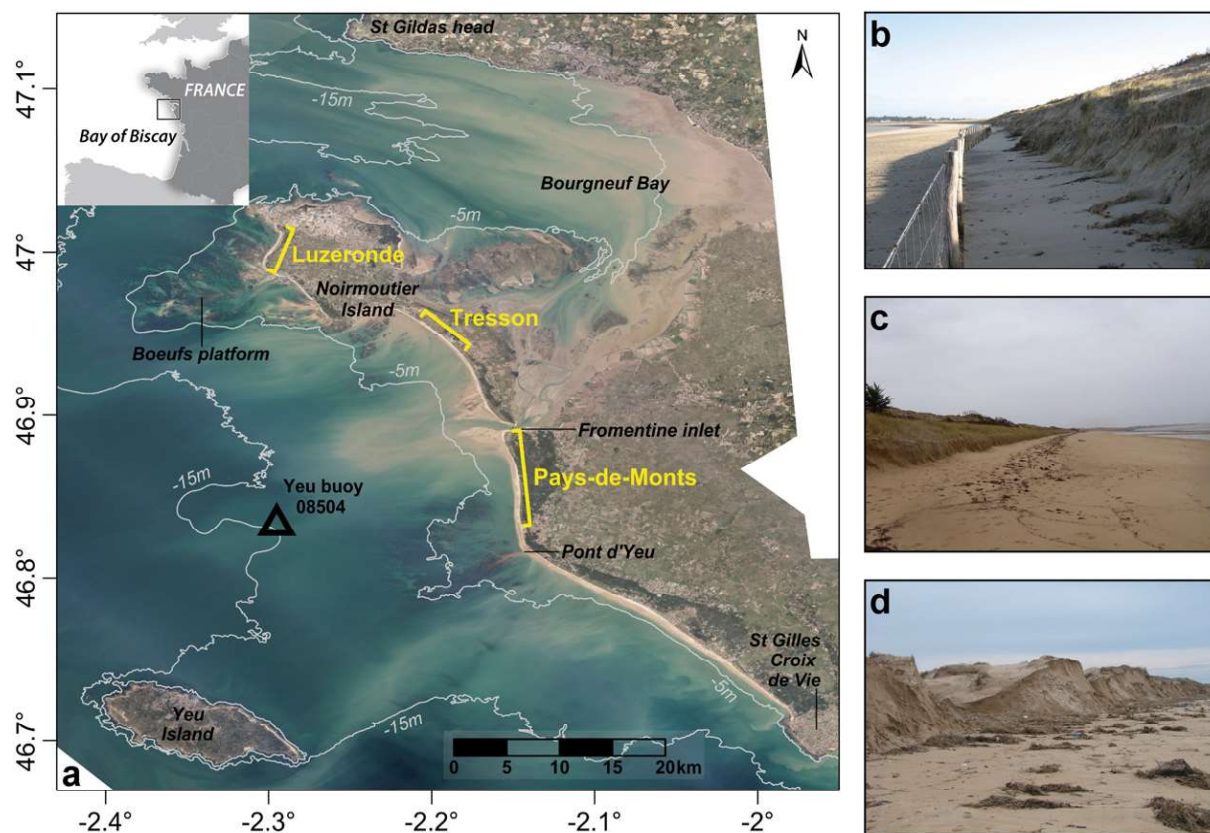 a
FRANCE
Bay of Biscay
St Gildas head
N
-15m
Bourgneuf Bay
-5m
Luzeronde
Noirmoutier
Island
Tresson
Boeufs platform
-5m
Fromentine inlet
-15m
Yeu buoy
08504
Pays-de-Monts
Pont d'Yeu
St Gilles
Croix
de Vie
-5m
Yeu
Island
-15m
0 5 10 15 20 km
47.1°
47°
46.9°
46.8°
46.7°
-2.4° -2.3° -2.2° -2.1° -2°
b
c
d